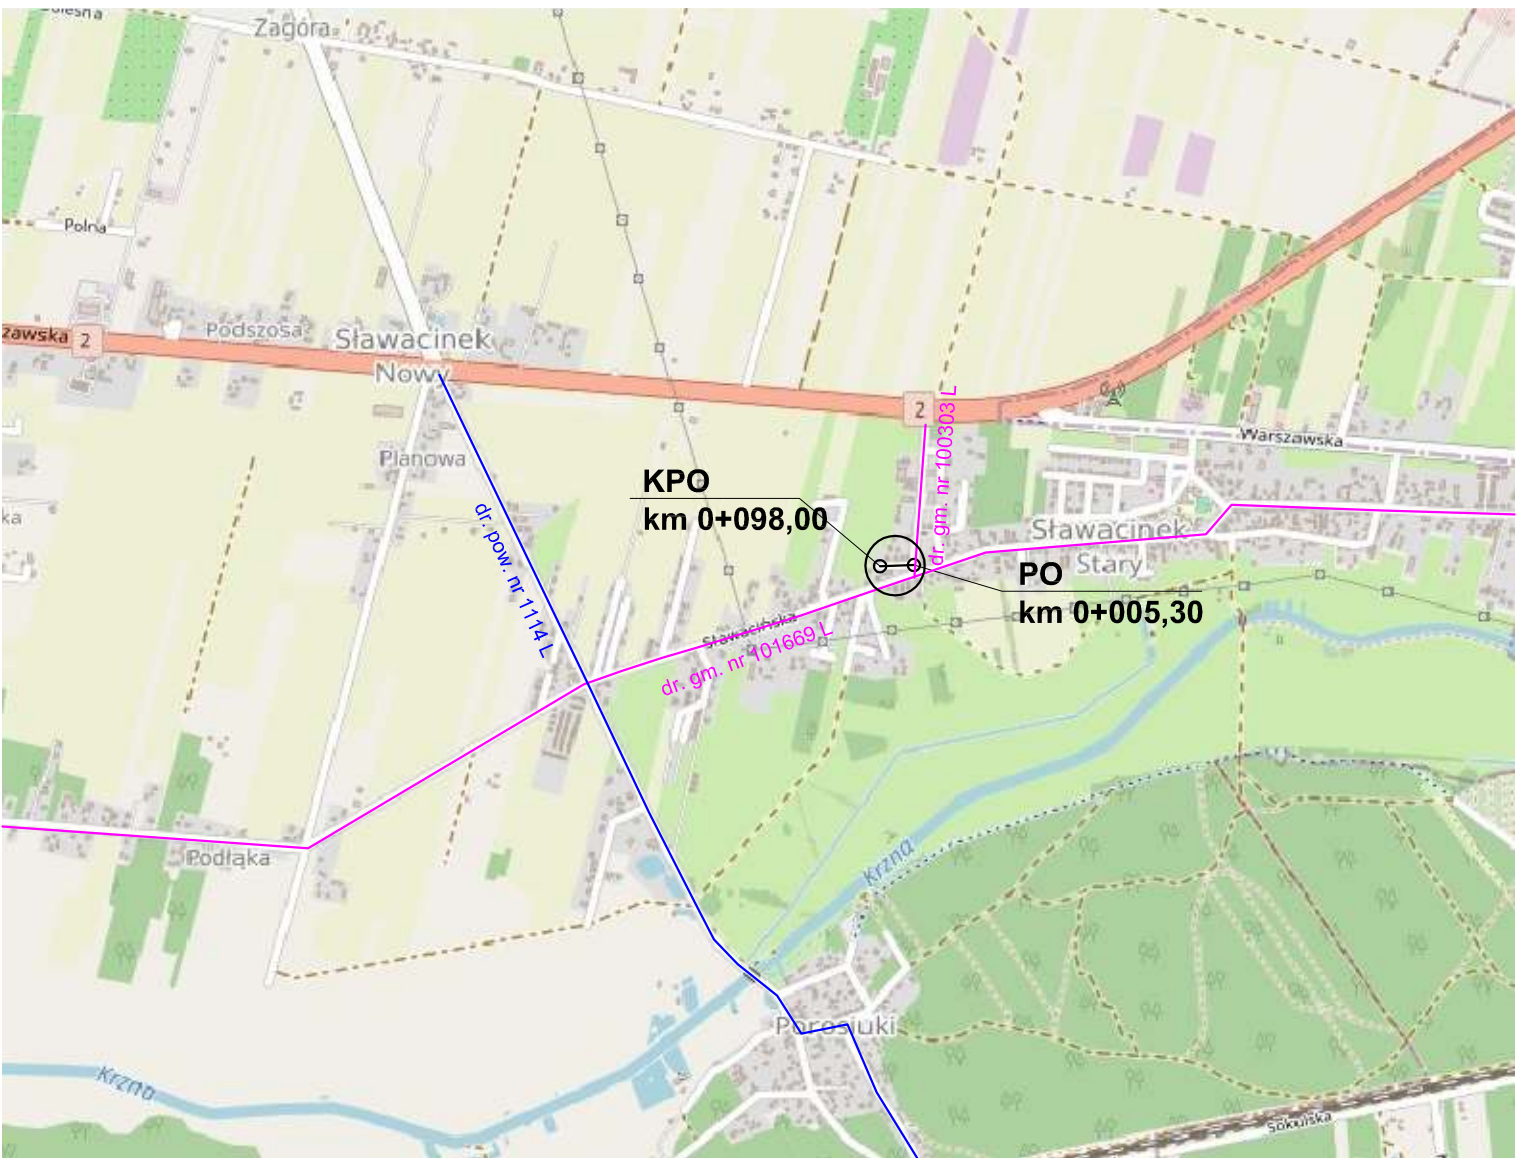 Zagóra
Polna
zawska
2
Podszosa
Sławacinek
Nowy
2
dr. gm. nr 100303 L
Warszawska
Planowa
KPO
km 0+098,00
dr. pow. nr 1114 L
Sławacinek
Stary
PO
km 0+005,30
ka
Sławacińska
dr. gm. nr 101669 L
Podłąka
Krzna
Porosiuki
Krzna
Sokulska